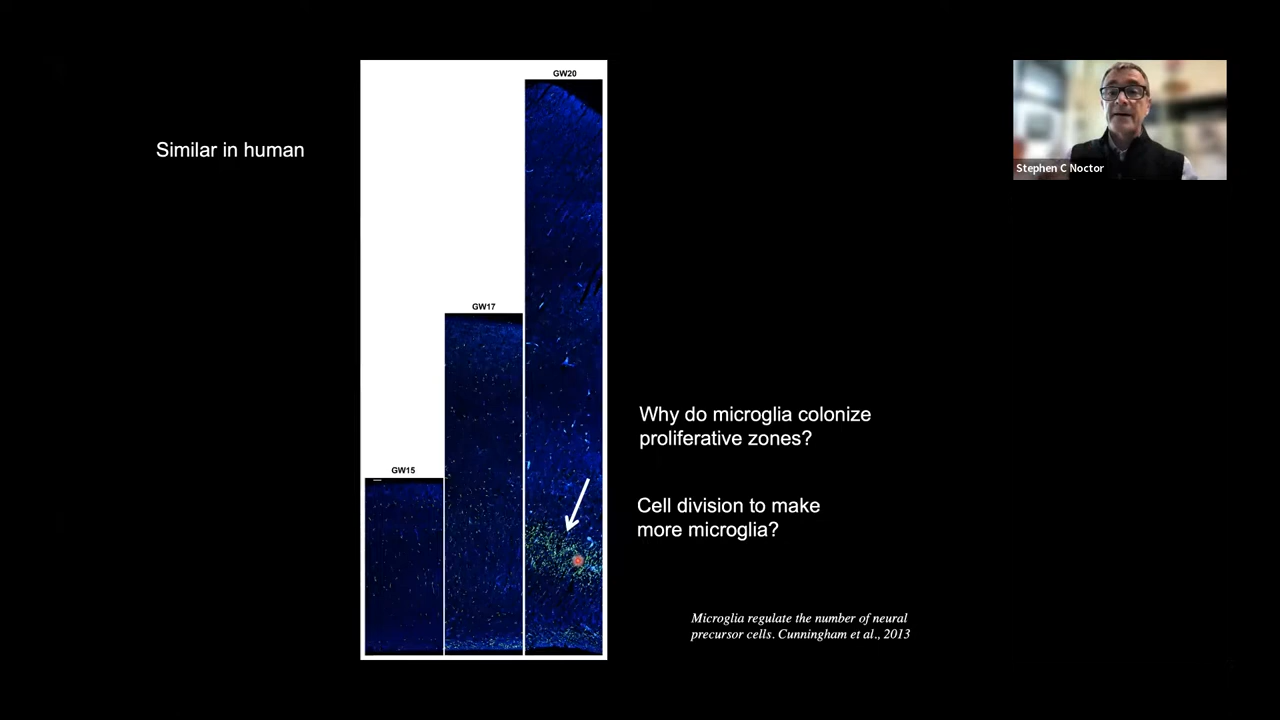 GW20
Similar in human
Stephen C Noctor
GW17
Why do microglia colonize
proliferative zones?
GW15
Cell division to make
more microglia?
Microglia regulate the number of neural
precursor cells. Cunningham et al., 2013